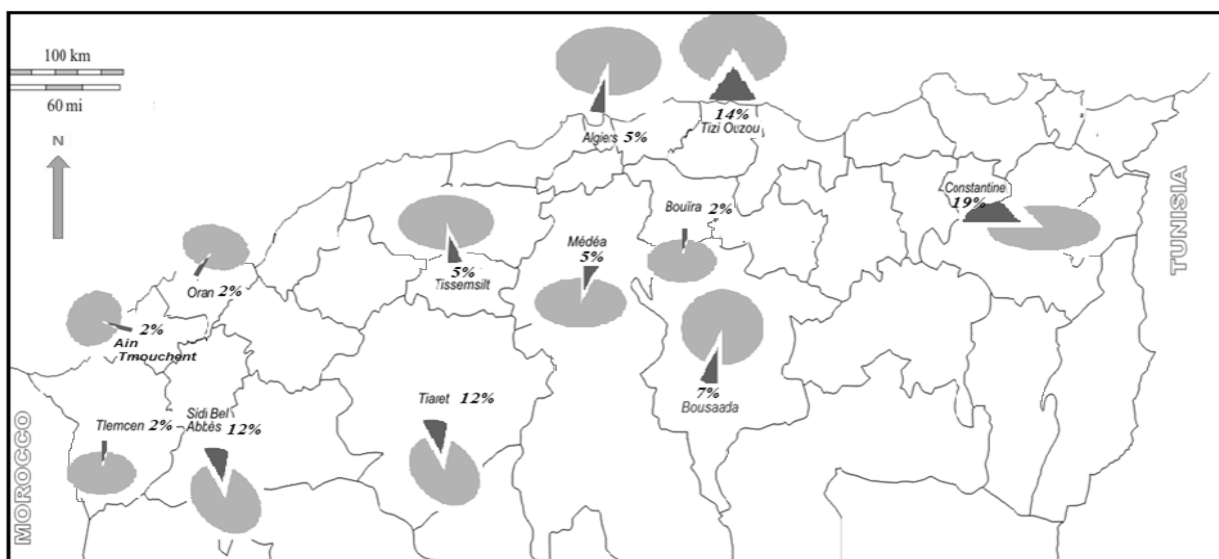 100 km
60 mi
N
Algiers 5%
14%
Tizi Ouzou
Constantine
19%
TUNISIA
Bouïra 2%
Médéa
5%
5%
Tissemsilt
Oran 2%
2%
Ain
Tmouchent
7%
Bousaada
Tiaret 12%
Tlemcen 2%
Sidi Bel
Abbès 12%
MOROCCO